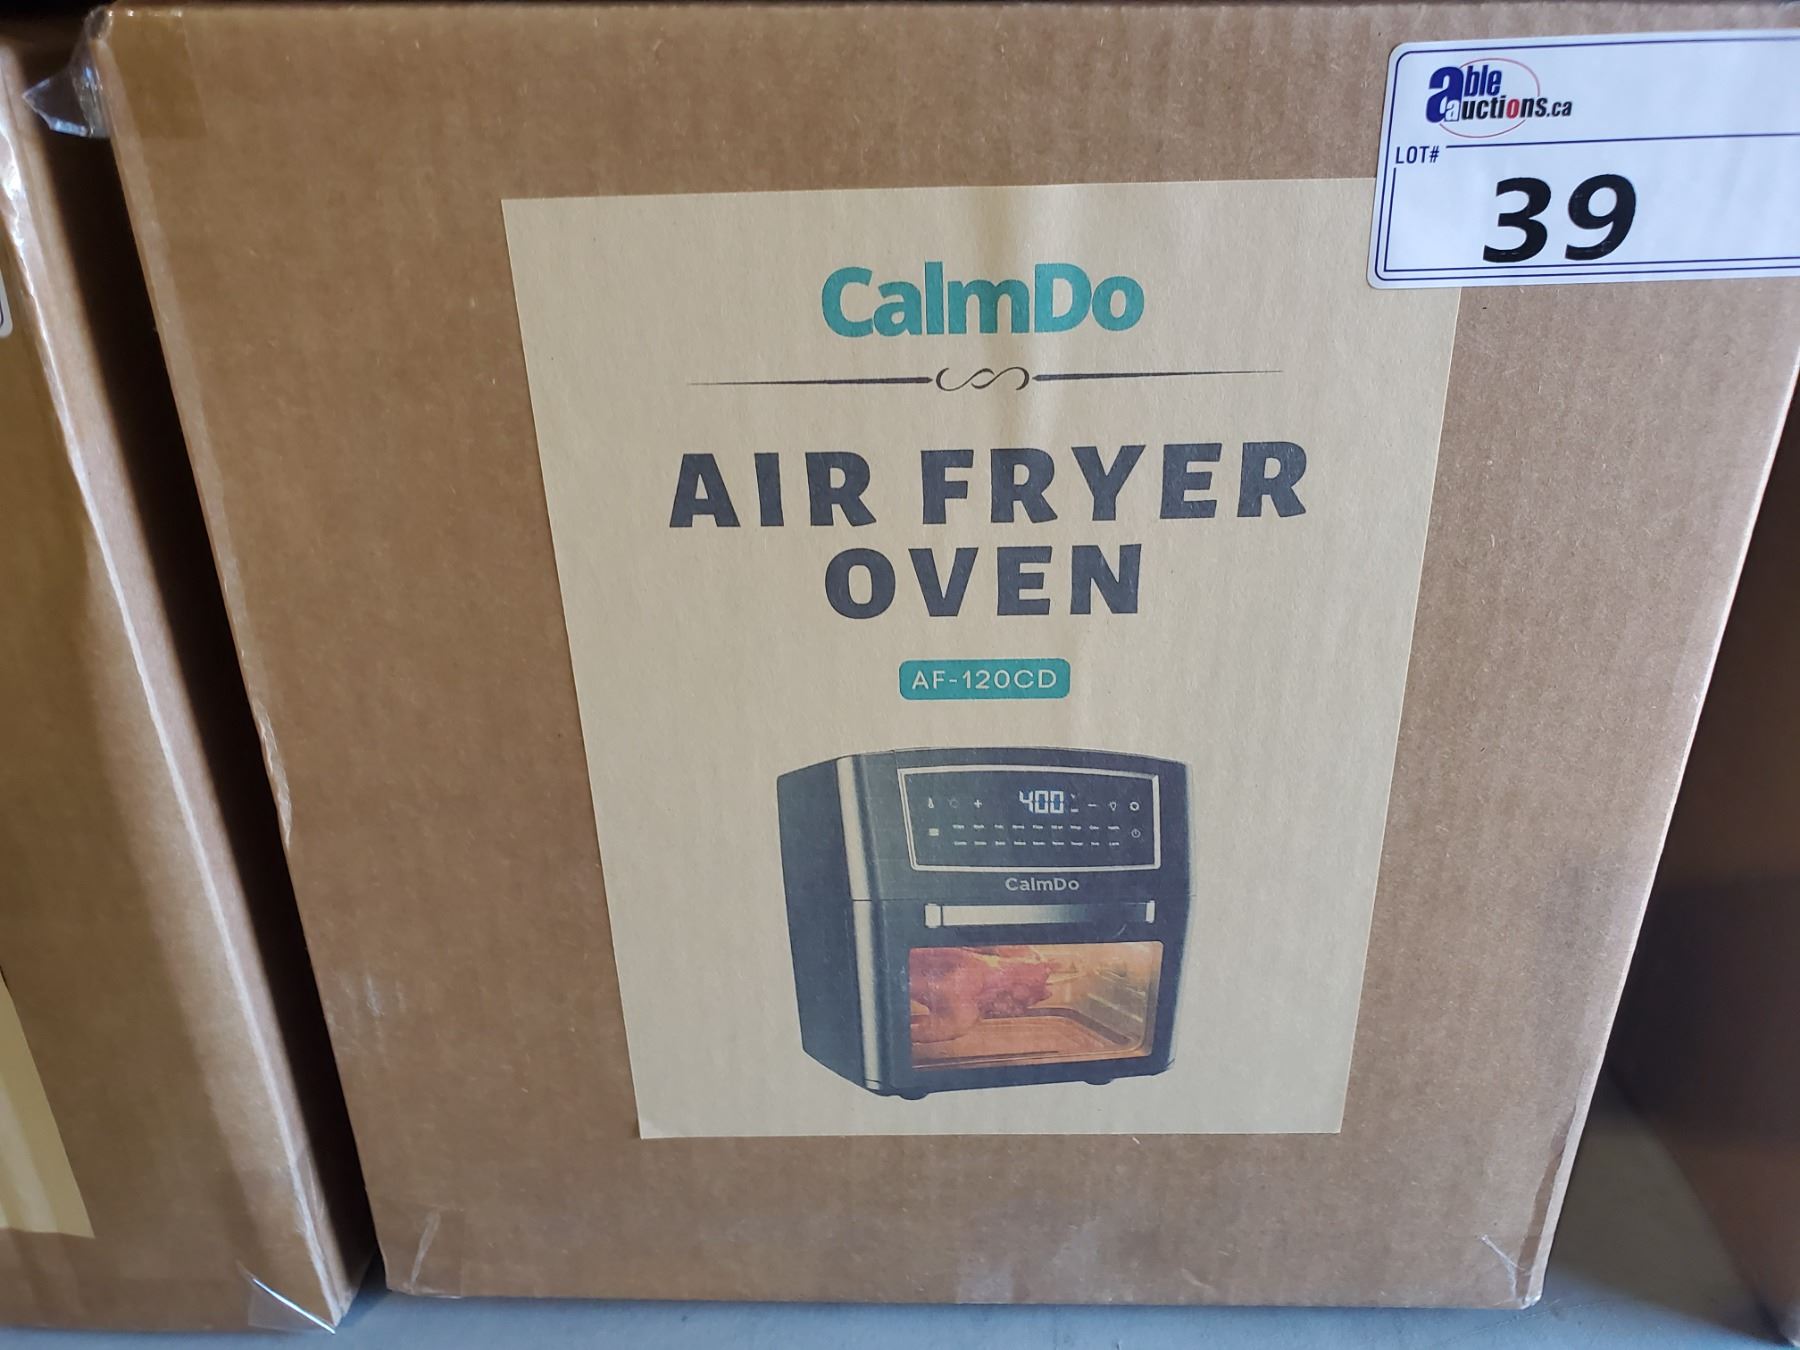 able
auctions.ca
LOT#
39
CalmDo
AIR FRYER
OVEN
AF-120CD
400
CalmDo